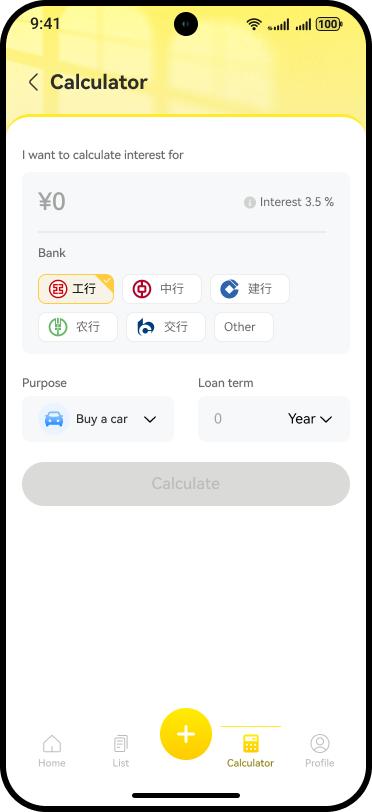 9:41
100
Calculator
I want to calculate interest for
¥0
Interest 3.5 %
Bank
工行 中行 建行
农行 交行 Other
Purpose Loan term
Buy a car 0 Year
Calculate
Home List Calculator Profile